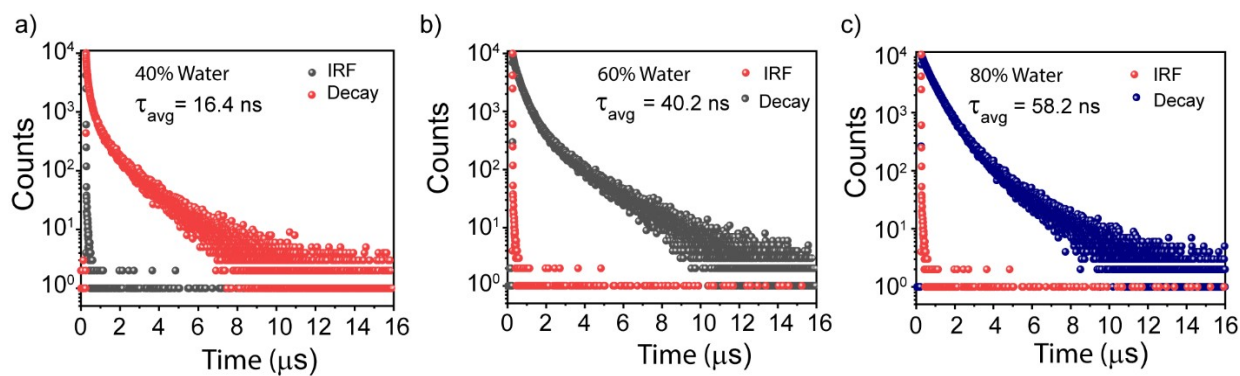 a)
10⁴
10³
10²
10¹
10⁰
Counts
40% Water
τavg = 16.4 ns
IRF
Decay
0 2 4 6 8 10 12 14 16
Time (μs)
b)
10⁴
10³
10²
10¹
10⁰
Counts
60% Water
τavg = 40.2 ns
IRF
Decay
0 2 4 6 8 10 12 14 16
Time (μs)
c)
10⁴
10³
10²
10¹
10⁰
Counts
80% Water
τavg = 58.2 ns
IRF
Decay
0 2 4 6 8 10 12 14 16
Time (μs)